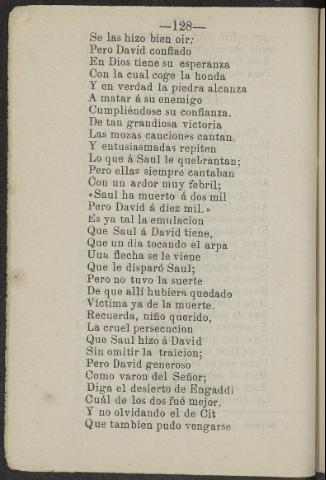 —128—
Se las hizo bien oir;
Pero David confiado
En Dios tiene su esperanza
Con la cual coge la honda
Y en verdad la piedra alcanza
A matar á su enemigo
Cumpliéndose su confianza.
De tan grandiosa victoria
Las mozas canciones cantan
Y entusiasmadas repiten
Lo que á Saul le quebrantan;
Pero ellas siempre cantaban
Con un ardor muy febril;
«Saul ha muerto á dos mil
Pero David á diez mil.»
Es ya tal la emulacion
Que Saul á David tiene,
Que un dia tocando el arpa
Una flecha se le viene
Que le disparó Saul;
Pero no tuvo la suerte
De que allí hubiera quedado
Víctima ya de la muerte.
Recuerda, niño querido,
La cruel persecucion
Que Saul hizo á David
Sin omitir la traicion;
Pero David generoso
Como varon del Señor;
Diga el desierto de Engaddi
Cuál de los dos fué mejor.
Y no olvidando el de Cit
Que tambien pudo vengarse